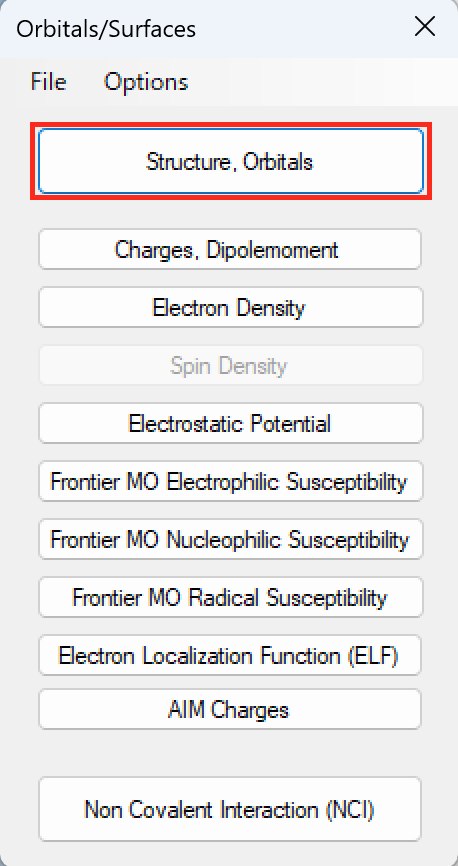 Orbitals/Surfaces
File Options
Structure, Orbitals
Charges, Dipolemoment
Electron Density
Spin Density
Electrostatic Potential
Frontier MO Electrophilic Susceptibility
Frontier MO Nucleophilic Susceptibility
Frontier MO Radical Susceptibility
Electron Localization Function (ELF)
AIM Charges
Non Covalent Interaction (NCI)